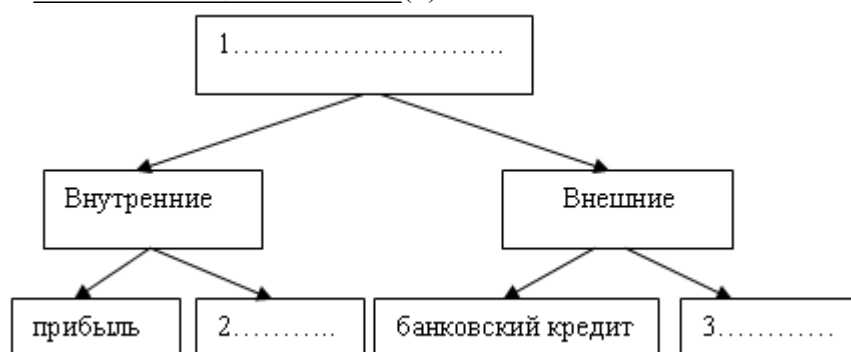 1………………………….
Внутренние
Внешние
прибыль
2………..
банковский кредит
3…………